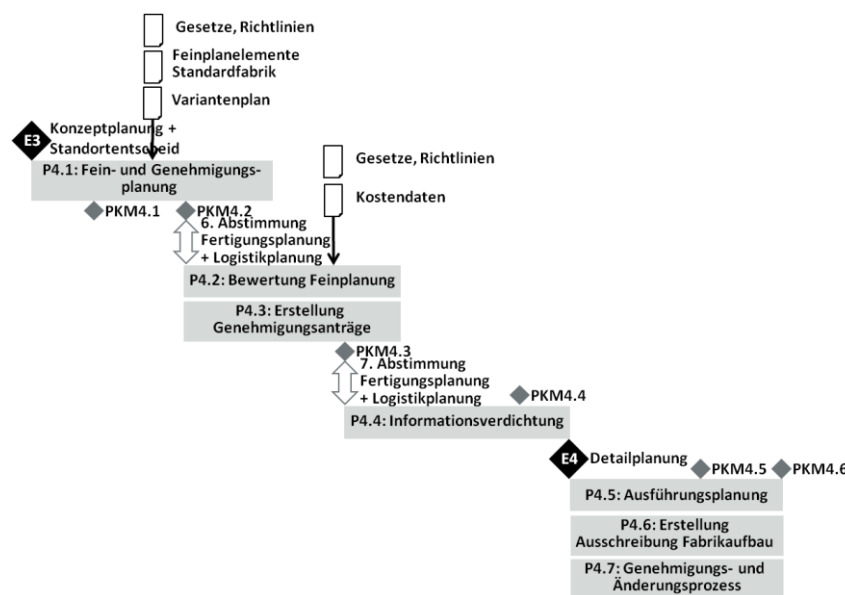 Gesetze, Richtlinien
Feinplanelemente
Standardfabrik
Variantenplan
E3
Konzeptplanung +
Standortentscheid
P4.1: Fein- und Genehmigungs-
planung
PKM4.1
PKM4.2
6. Abstimmung
Fertigungsplanung
+ Logistikplanung
Gesetze, Richtlinien
Kostendaten
P4.2: Bewertung Feinplanung
P4.3: Erstellung
Genehmigungsanträge
PKM4.3
7. Abstimmung
Fertigungsplanung
+ Logistikplanung
PKM4.4
P4.4: Informationsverdichtung
E4
Detailplanung
PKM4.5
PKM4.6
P4.5: Ausführungsplanung
P4.6: Erstellung
Ausschreibung Fabrikaufbau
P4.7: Genehmigungs- und
Änderungsprozess